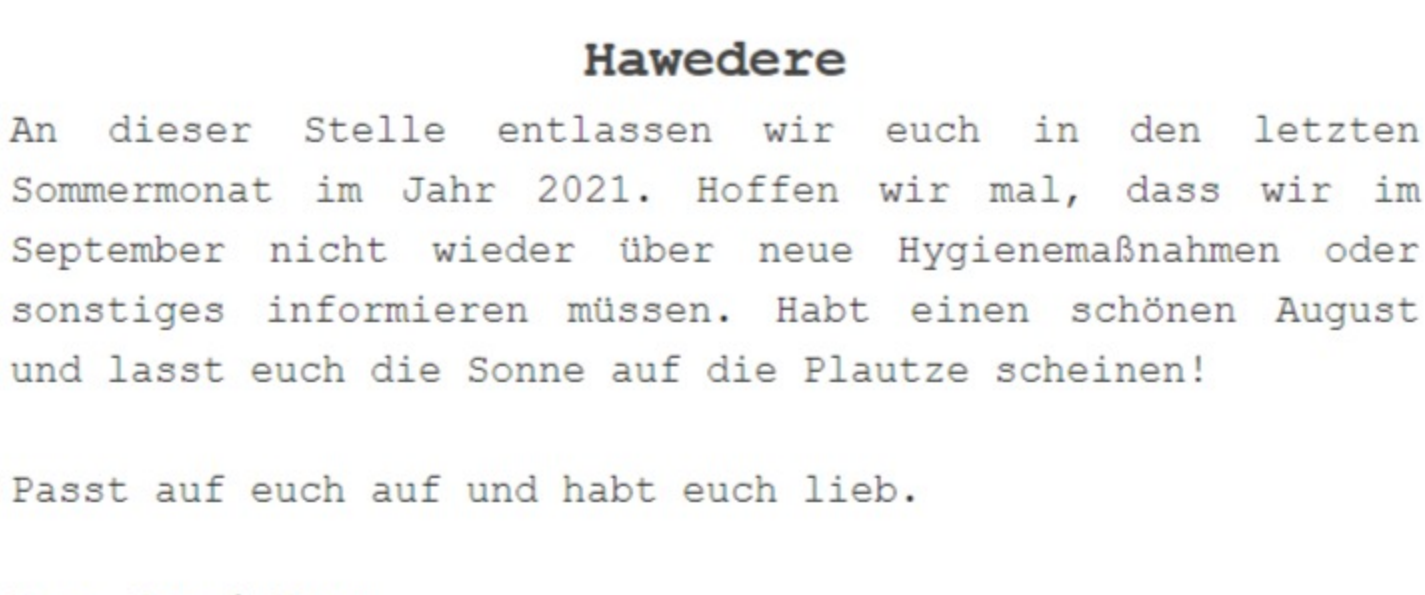 Hawedere
An dieser Stelle entlassen wir euch in den letzten
Sommermonat im Jahr 2021. Hoffen wir mal, dass wir im
September nicht wieder über neue Hygienemaßnahmen oder
sonstiges informieren müssen. Habt einen schönen August
und lasst euch die Sonne auf die Plautze scheinen!
Passt auf euch auf und habt euch lieb.